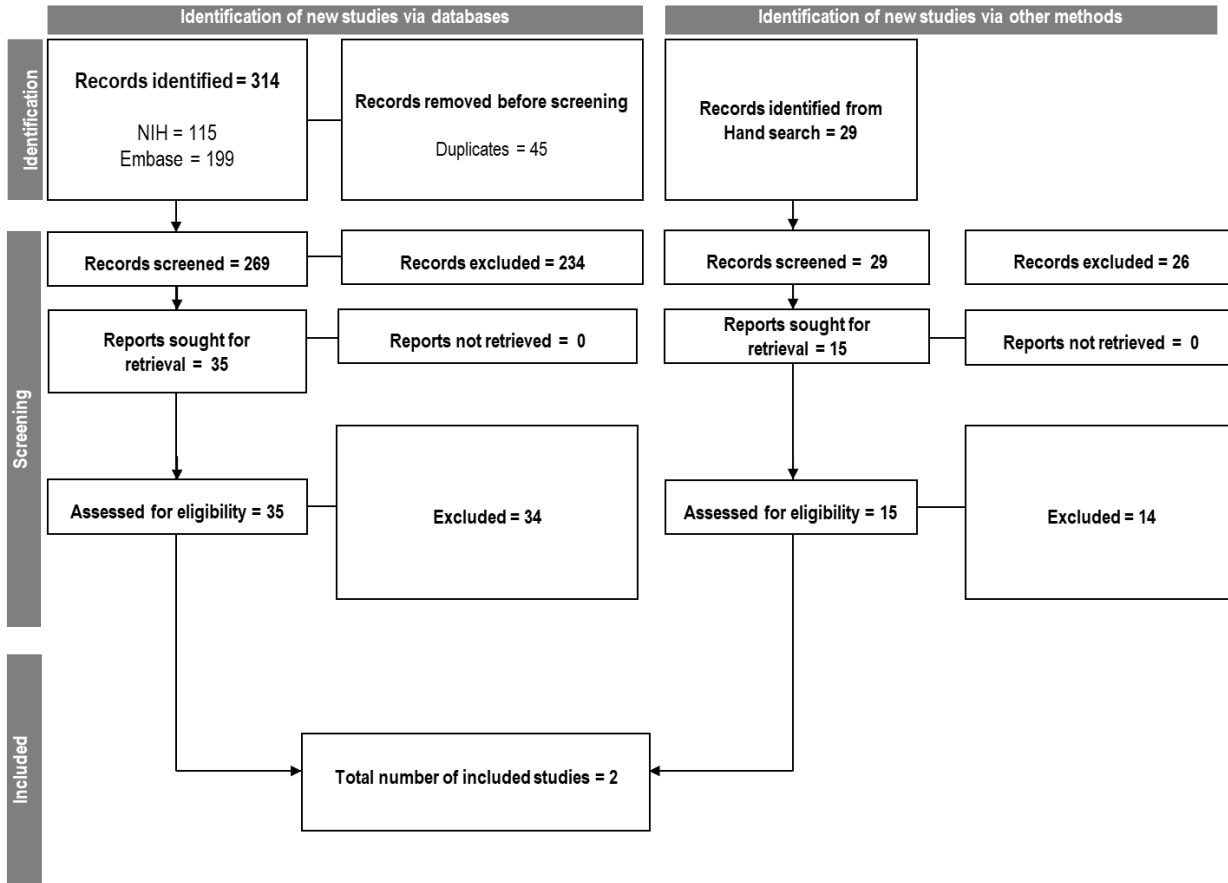 Identification of new studies via databases
Identification of new studies via other methods
Identification
Records identified = 314
NIH = 115
Embase = 199
Records removed before screening
Duplicates = 45
Records identified from
Hand search = 29
Screening
Records screened = 269
Records excluded = 234
Records screened = 29
Records excluded = 26
Reports sought for
retrieval = 35
Reports not retrieved = 0
Reports sought for
retrieval = 15
Reports not retrieved = 0
Assessed for eligibility = 35
Excluded = 34
Assessed for eligibility = 15
Excluded = 14
Included
Total number of included studies = 2